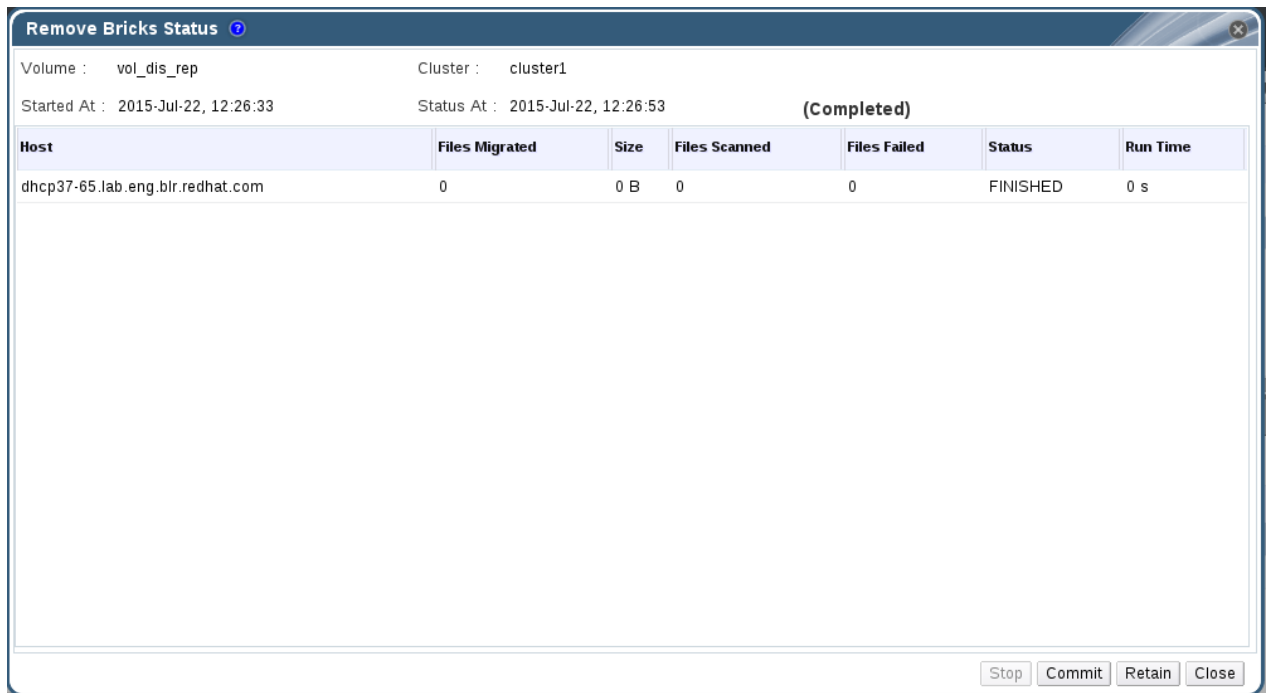 Remove Bricks Status ?
Volume : vol_dis_rep Cluster : cluster1
Started At : 2015-Jul-22, 12:26:33 Status At : 2015-Jul-22, 12:26:53 (Completed)
Host Files Migrated Size Files Scanned Files Failed Status Run Time
dhcp37-65.lab.eng.blr.redhat.com 0 0 B 0 0 FINISHED 0 s
Stop Commit Retain Close